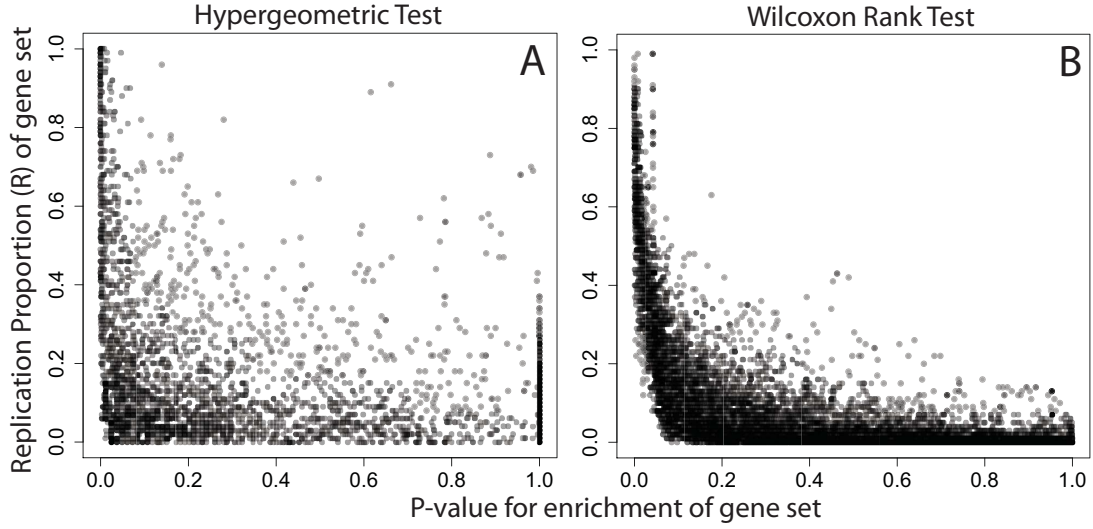 Hypergeometric Test
Wilcoxon Rank Test
A
B
Replication Proportion (R) of gene set
1.0
0.8
0.6
0.4
0.2
0.0
0.0 0.2 0.4 0.6 0.8 1.0
1.0
0.8
0.6
0.4
0.2
0.0
0.0 0.2 0.4 0.6 0.8 1.0
P-value for enrichment of gene set